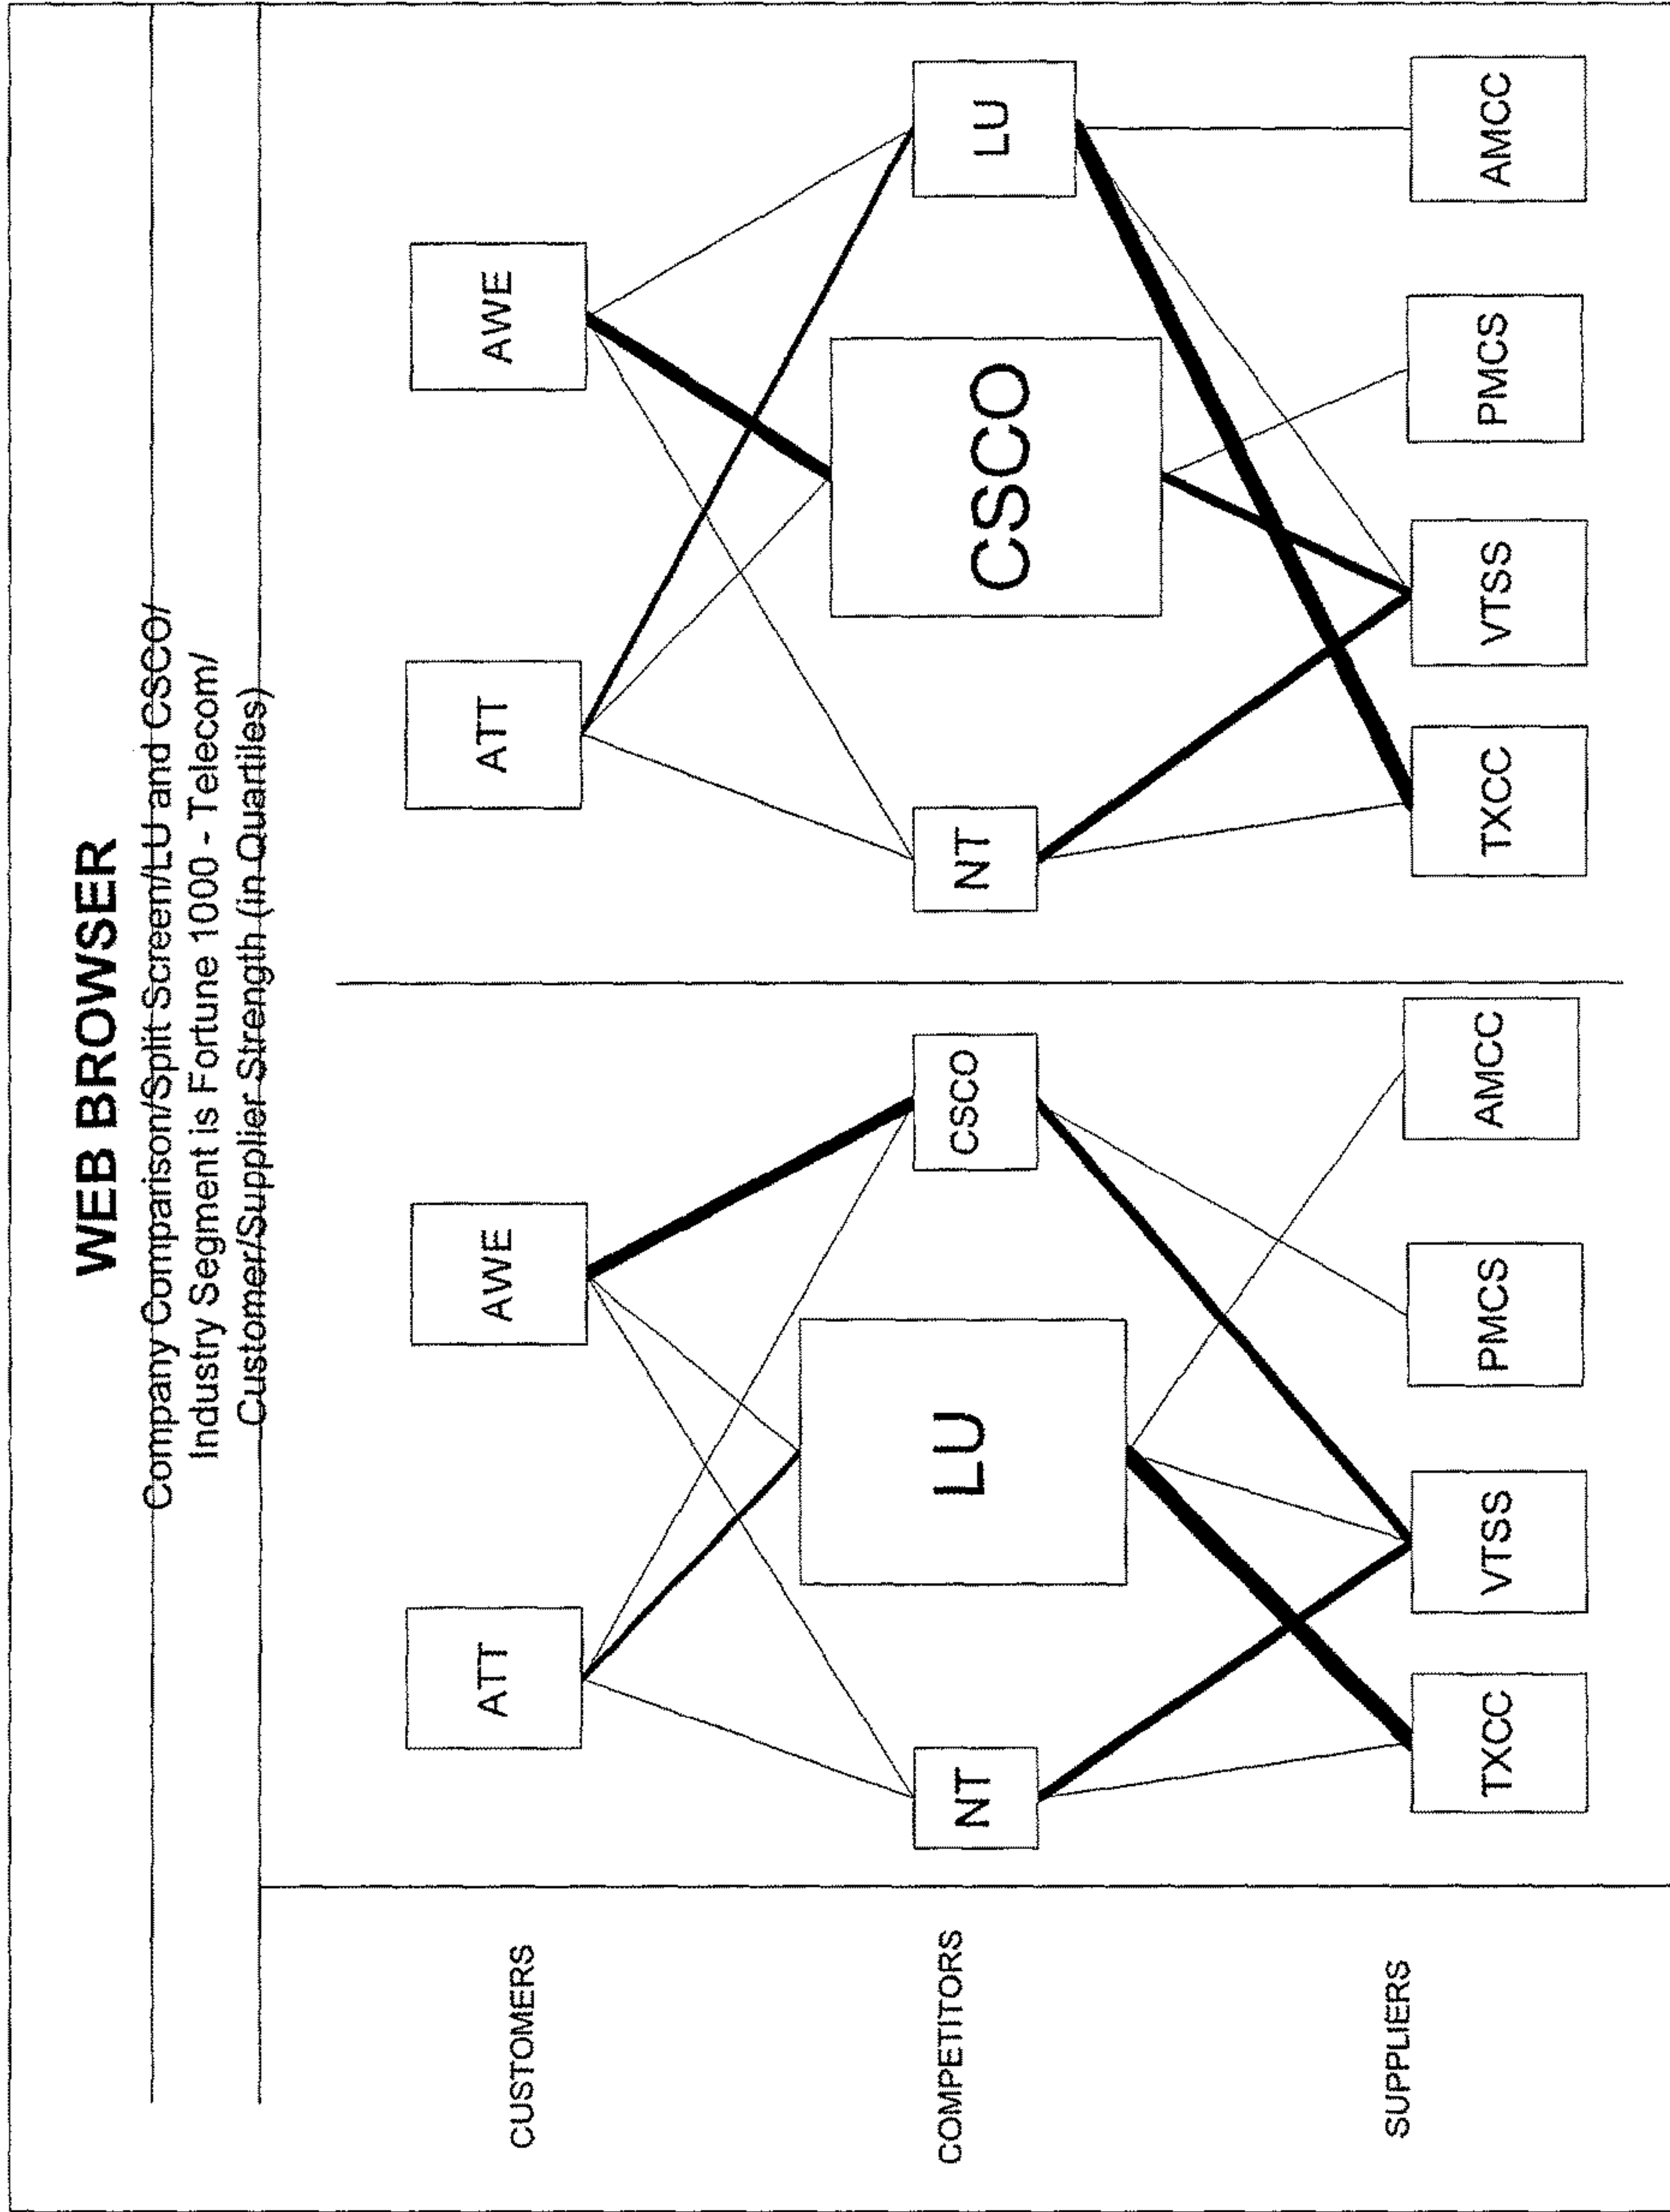 WEB BROWSER
Company Comparison/Split Screen/LU and CSCO/
Industry Segment is Fortune 1000 - Telecom/
Customer/Supplier Strength (in Quartiles)
CUSTOMERS
ATT
AWE
ATT
AWE
COMPETITORS
NT
LU
CSCO
NT
CSCO
LU
SUPPLIERS
TXCC
VTSS
PMCS
AMCC
TXCC
VTSS
PMCS
AMCC